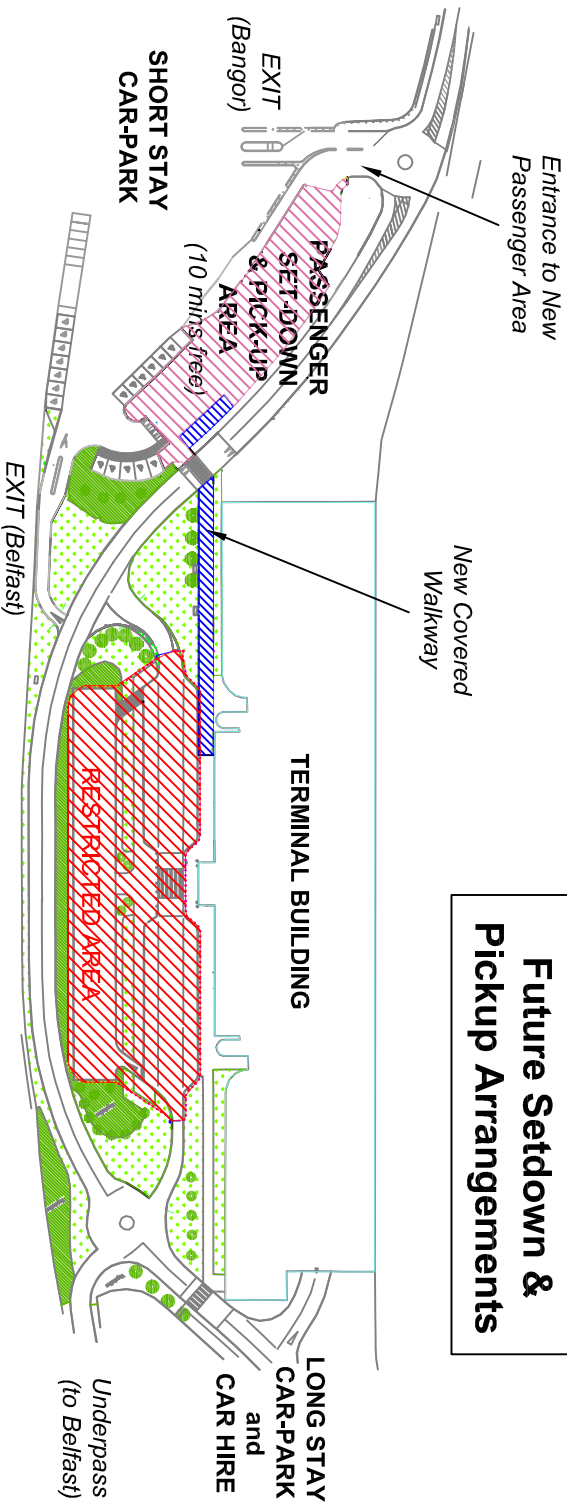 Future Setdown &
Pickup Arrangements
Entrance to New
Passenger Area
New Covered
Walkway
EXIT
(Bangor)
SHORT STAY
CAR-PARK
PASSENGER
SET-DOWN
& PICK-UP
AREA
(10 mins free)
TERMINAL BUILDING
RESTRICTED AREA
EXIT (Belfast)
LONG STAY
CAR-PARK
and
CAR HIRE
Underpass
(to Belfast)